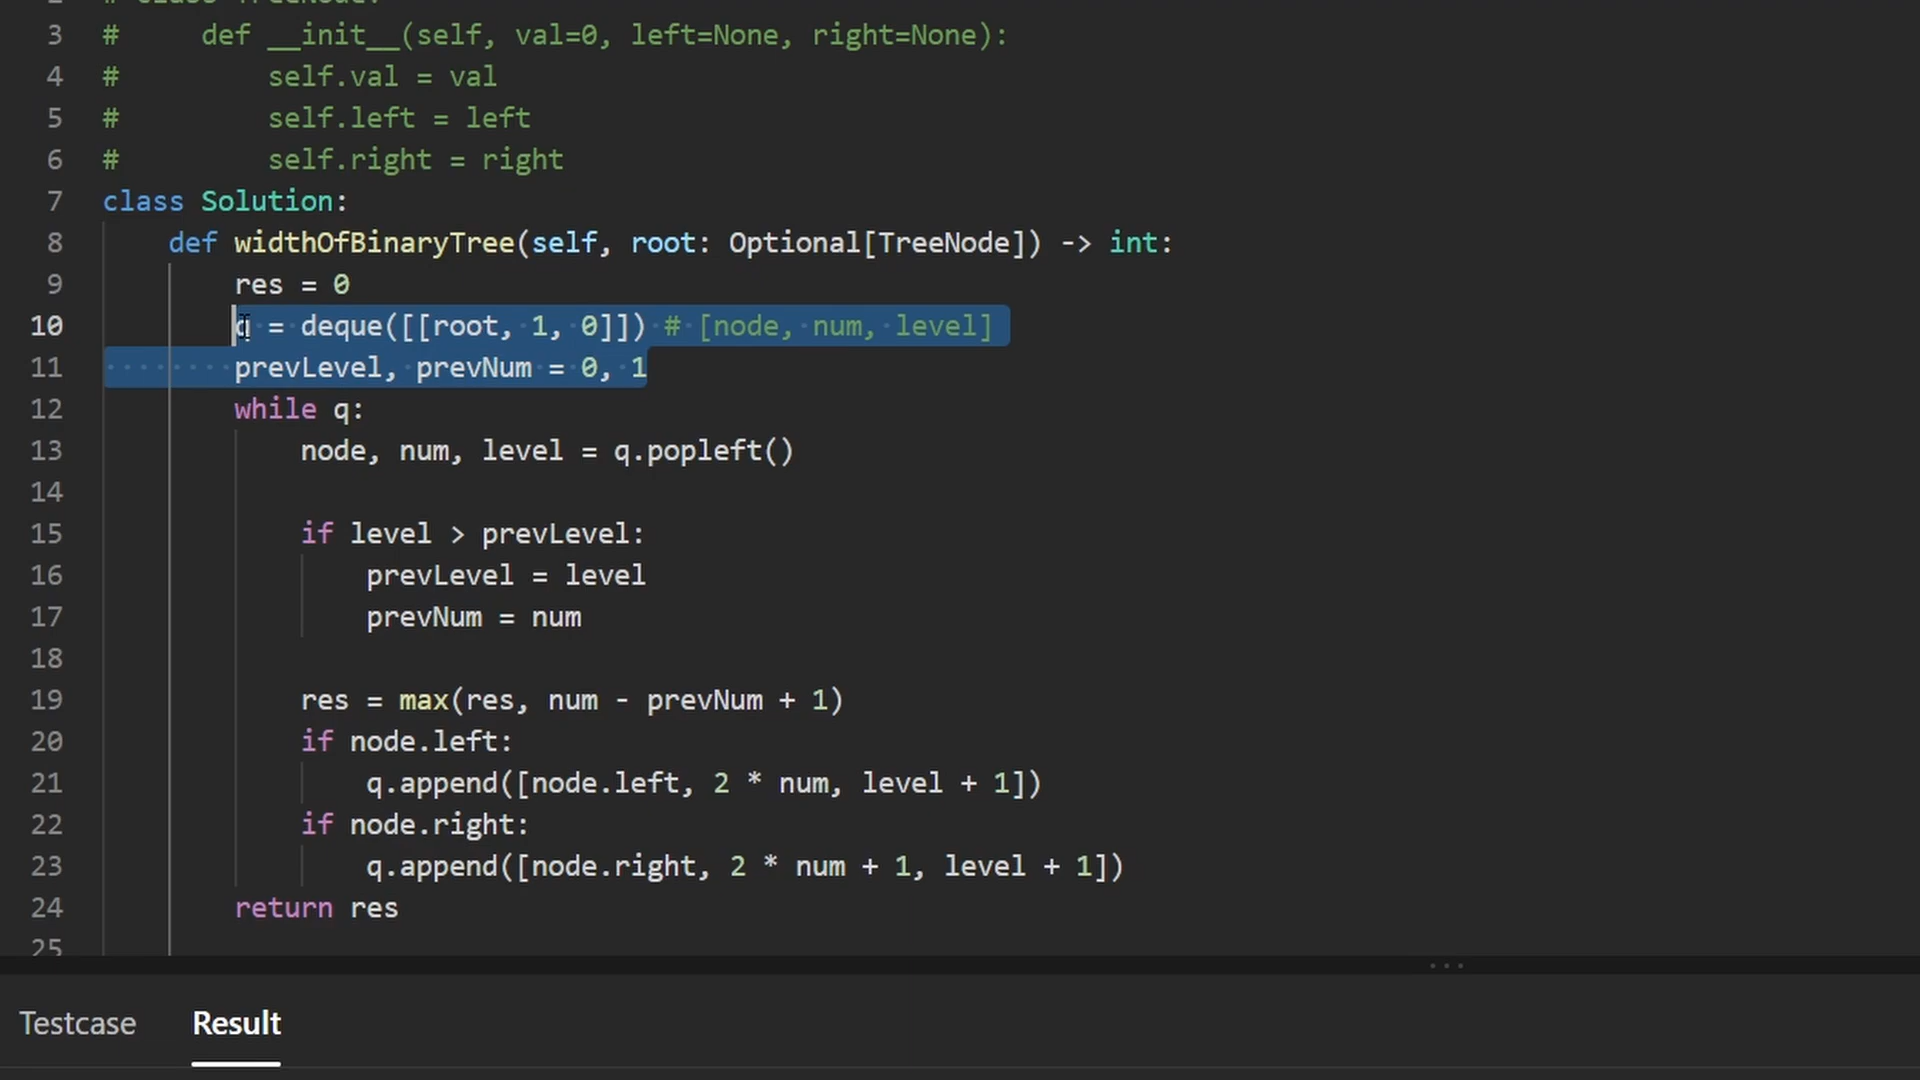 2 # class TreeNode:
3 #     def __init__(self, val=0, left=None, right=None):
4 #         self.val = val
5 #         self.left = left
6 #         self.right = right
7 class Solution:
8     def widthOfBinaryTree(self, root: Optional[TreeNode]) -> int:
9         res = 0
10         q = deque([[root, 1, 0]]) # [node, num, level]
11         prevLevel, prevNum = 0, 1
12         while q:
13             node, num, level = q.popleft()
14
15             if level > prevLevel:
16                 prevLevel = level
17                 prevNum = num
18
19             res = max(res, num - prevNum + 1)
20             if node.left:
21                 q.append([node.left, 2 * num, level + 1])
22             if node.right:
23                 q.append([node.right, 2 * num + 1, level + 1])
24         return res
25
Testcase Result